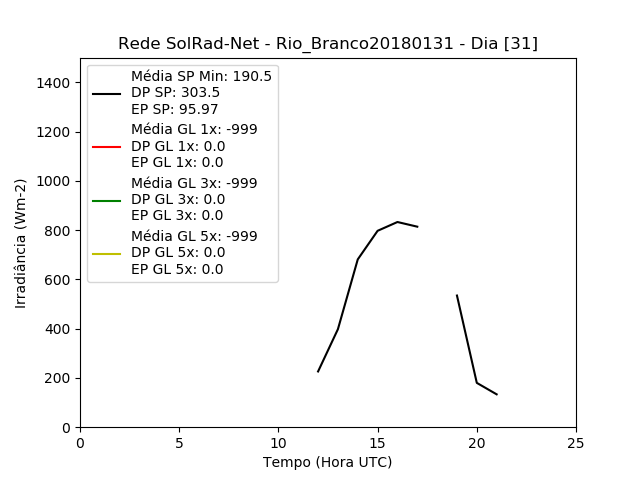 Rede SolRad-Net - Rio_Branco20180131 - Dia [31]
Média SP Min: 190.5
DP SP: 303.5
EP SP: 95.97
Média GL 1x: -999
DP GL 1x: 0.0
EP GL 1x: 0.0
Média GL 3x: -999
DP GL 3x: 0.0
EP GL 3x: 0.0
Média GL 5x: -999
DP GL 5x: 0.0
EP GL 5x: 0.0
Irradiância (Wm-2)
1400
1200
1000
800
600
400
200
0
0 5 10 15 20 25
Tempo (Hora UTC)